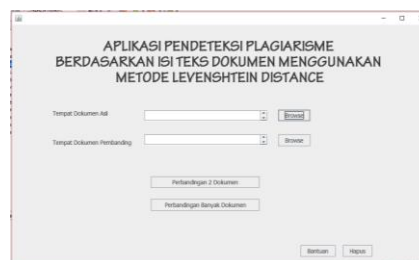 APLIKASI PENDETEKSI PLAGIARISME
BERDASARKAN ISI TEKS DOKUMEN MENGGUNAKAN
METODE LEVENSHTEIN DISTANCE
Tempat Dokumen Asli
Browse
Tempat Dokumen Pembanding
Browse
Perbandingan 2 Dokumen
Perbandingan Banyak Dokumen
Bantuan Hapus